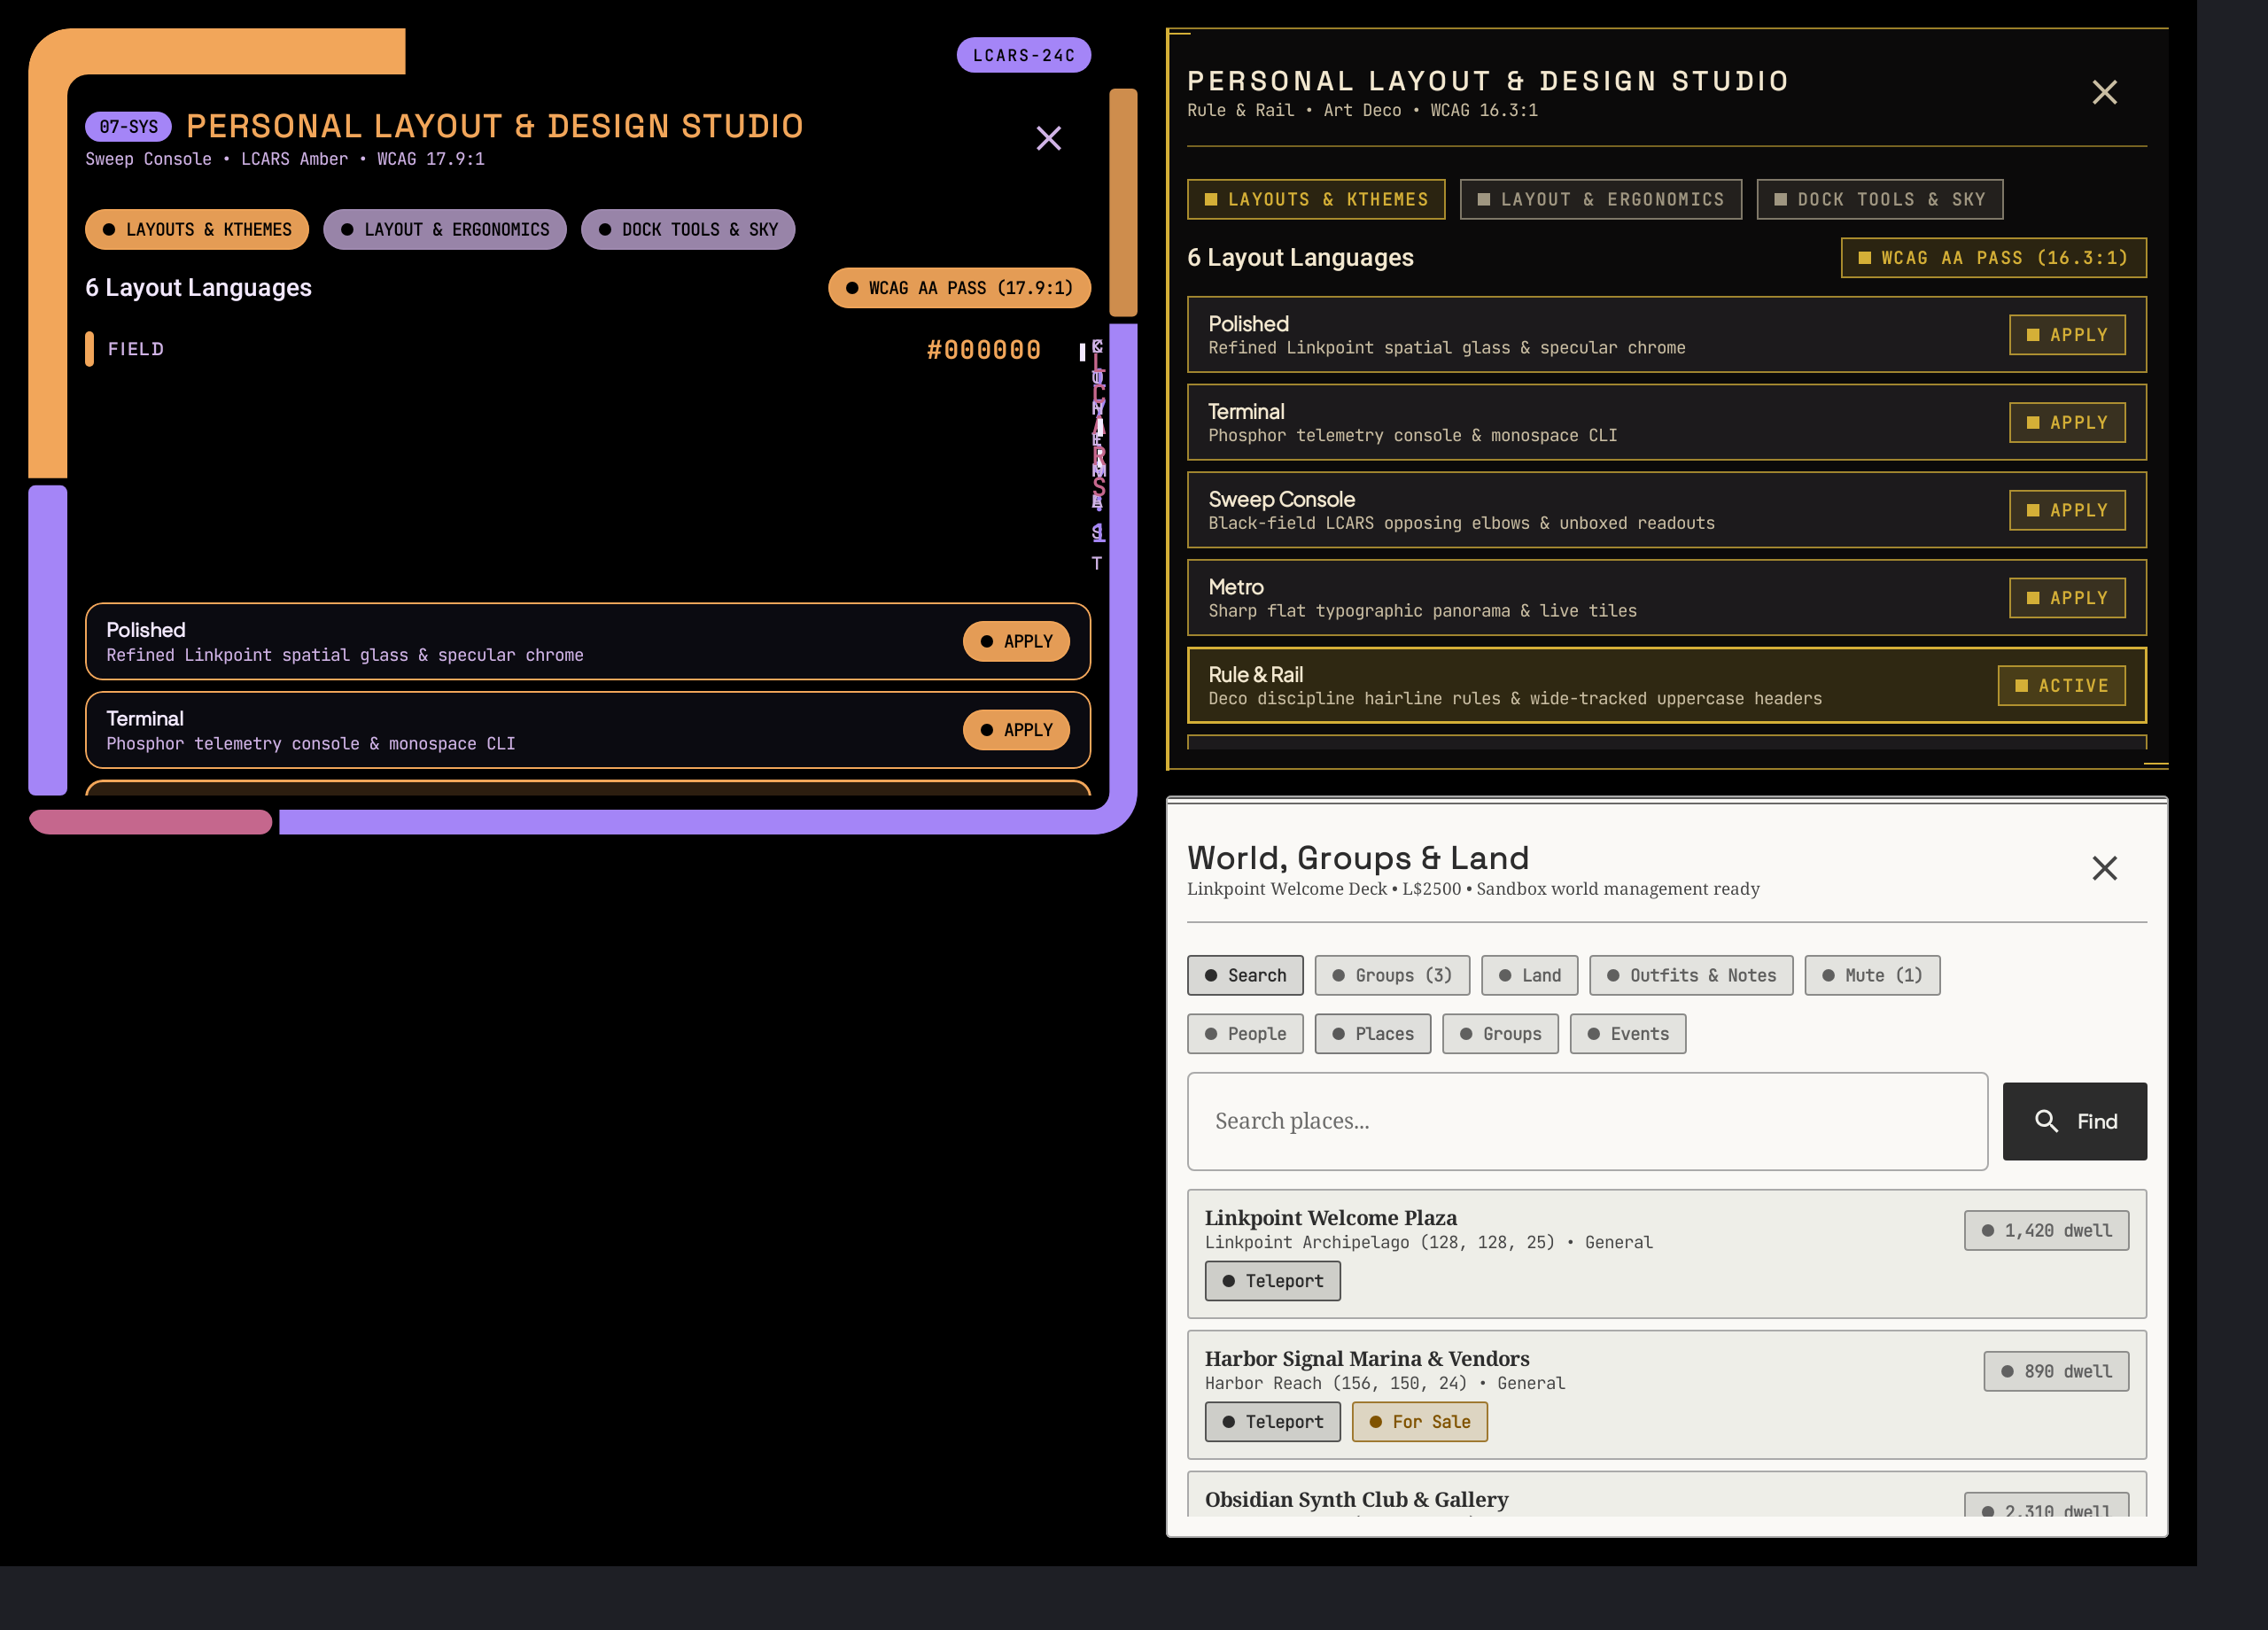 LCARS-24C
07-SYS PERSONAL LAYOUT & DESIGN STUDIO
Sweep Console • LCARS Amber • WCAG 17.9:1
LAYOUTS & KTHEMES LAYOUT & ERGONOMICS DOCK TOOLS & SKY
6 Layout Languages WCAG AA PASS (17.9:1)
FIELD #000000
Polished
Refined Linkpoint spatial glass & specular chrome
APPLY
Terminal
Phosphor telemetry console & monospace CLI
APPLY
PERSONAL LAYOUT & DESIGN STUDIO
Rule & Rail • Art Deco • WCAG 16.3:1
LAYOUTS & KTHEMES LAYOUT & ERGONOMICS DOCK TOOLS & SKY
6 Layout Languages WCAG AA PASS (16.3:1)
Polished
Refined Linkpoint spatial glass & specular chrome
APPLY
Terminal
Phosphor telemetry console & monospace CLI
APPLY
Sweep Console
Black-field LCARS opposing elbows & unboxed readouts
APPLY
Metro
Sharp flat typographic panorama & live tiles
APPLY
Rule & Rail
Deco discipline hairline rules & wide-tracked uppercase headers
ACTIVE
World, Groups & Land
Linkpoint Welcome Deck • L$2500 • Sandbox world management ready
Search Groups (3) Land Outfits & Notes Mute (1)
People Places Groups Events
Search places... Find
Linkpoint Welcome Plaza
Linkpoint Archipelago (128, 128, 25) • General
1,420 dwell
Teleport
Harbor Signal Marina & Vendors
Harbor Reach (156, 150, 24) • General
890 dwell
Teleport For Sale
Obsidian Synth Club & Gallery
2,310 dwell